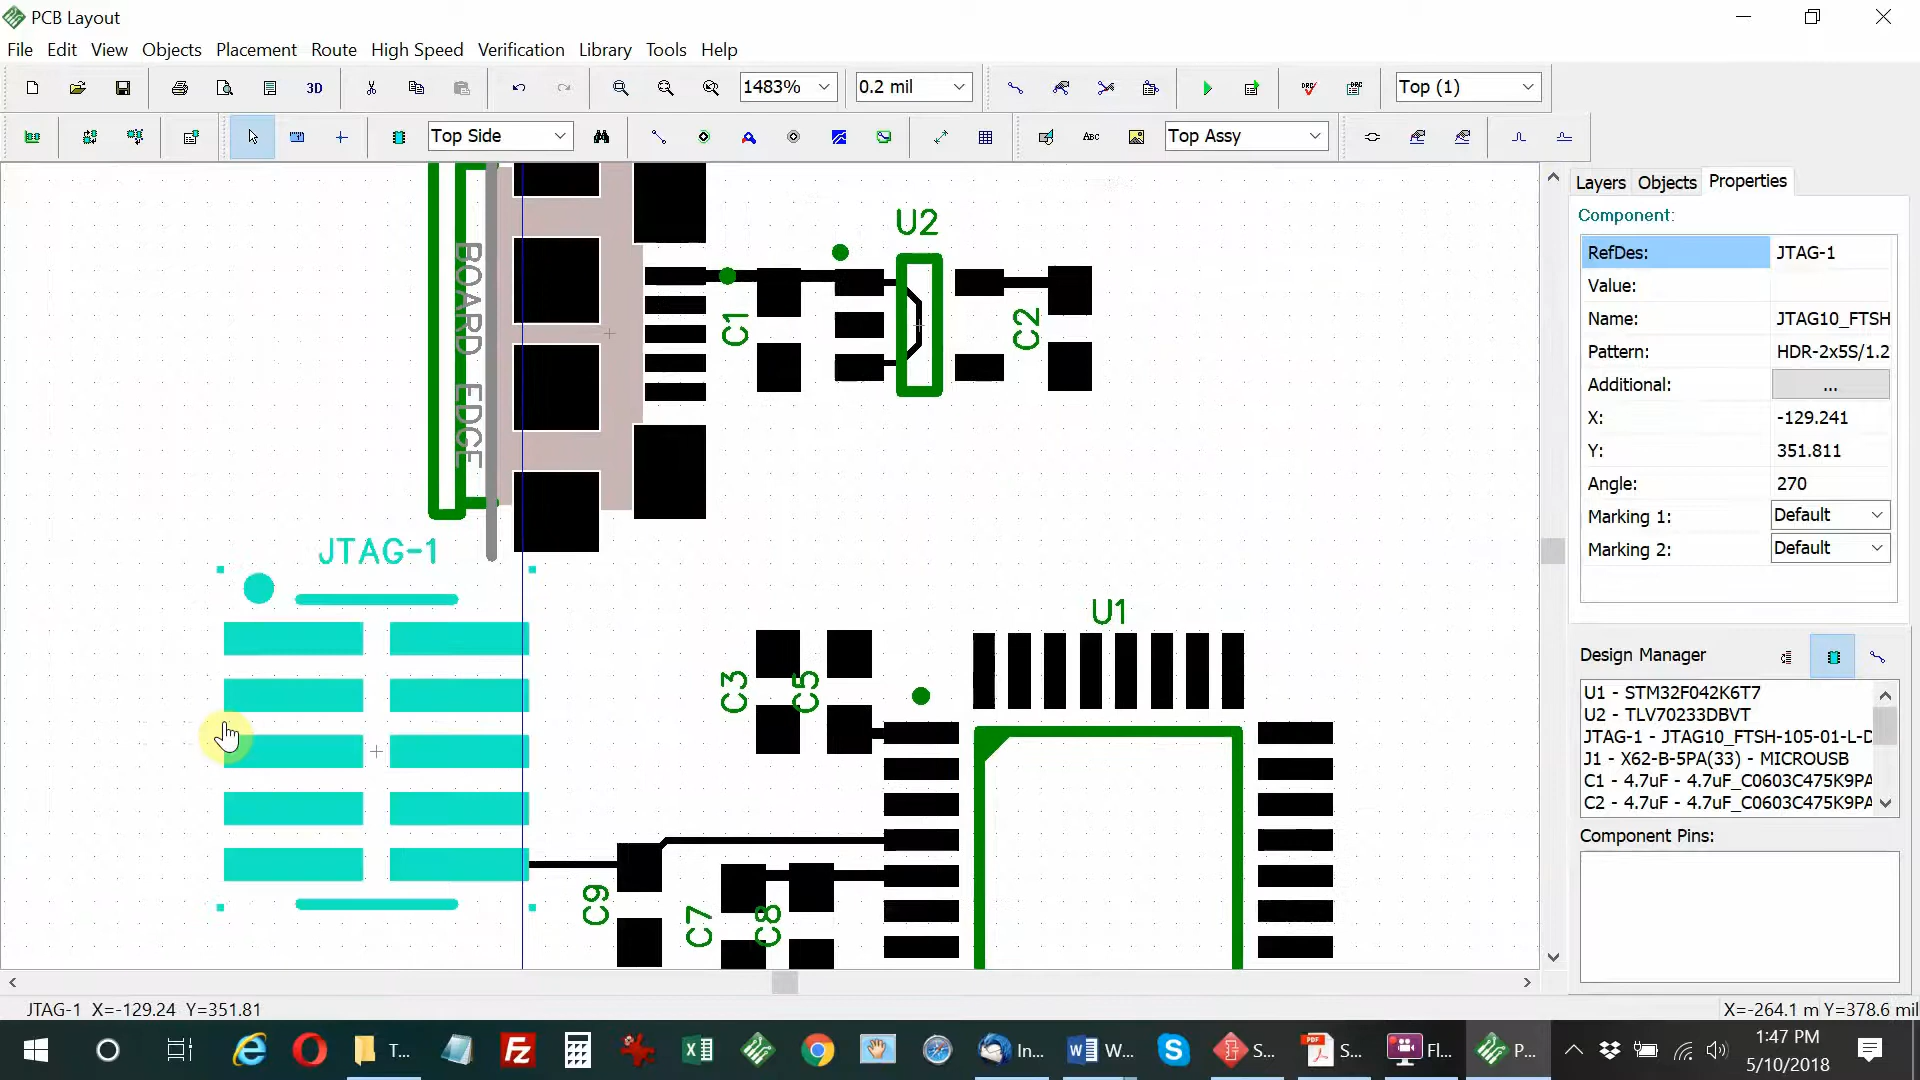 PCB Layout
File Edit View Objects Placement Route High Speed Verification Library Tools Help
3D 1483% 0.2 mil Top (1)
Top Side ABC Top Assy
Layers Objects Properties
Component:
RefDes: JTAG-1
Value:
Name: JTAG10_FTSH
Pattern: HDR-2x5S/1.2
Additional: ...
X: -129.241
Y: 351.811
Angle: 270
Marking 1: Default
Marking 2: Default
Design Manager
U1 - STM32F042K6T7
U2 - TLV70233DBVT
JTAG-1 - JTAG10_FTSH-105-01-L-D
J1 - X62-B-5PA(33) - MICROUSB
C1 - 4.7uF - 4.7uF_C0603C475K9PA
C2 - 4.7uF - 4.7uF_C0603C475K9PA
Component Pins:
U2
BOARD EDGE
C1
C2
JTAG-1
U1
C3
C5
C9
C7
C8
JTAG-1 X=-129.24 Y=351.81
X=-264.1 m Y=378.6 mil
T...
In...
W...
S...
S...
Fl...
P...
1:47 PM
5/10/2018